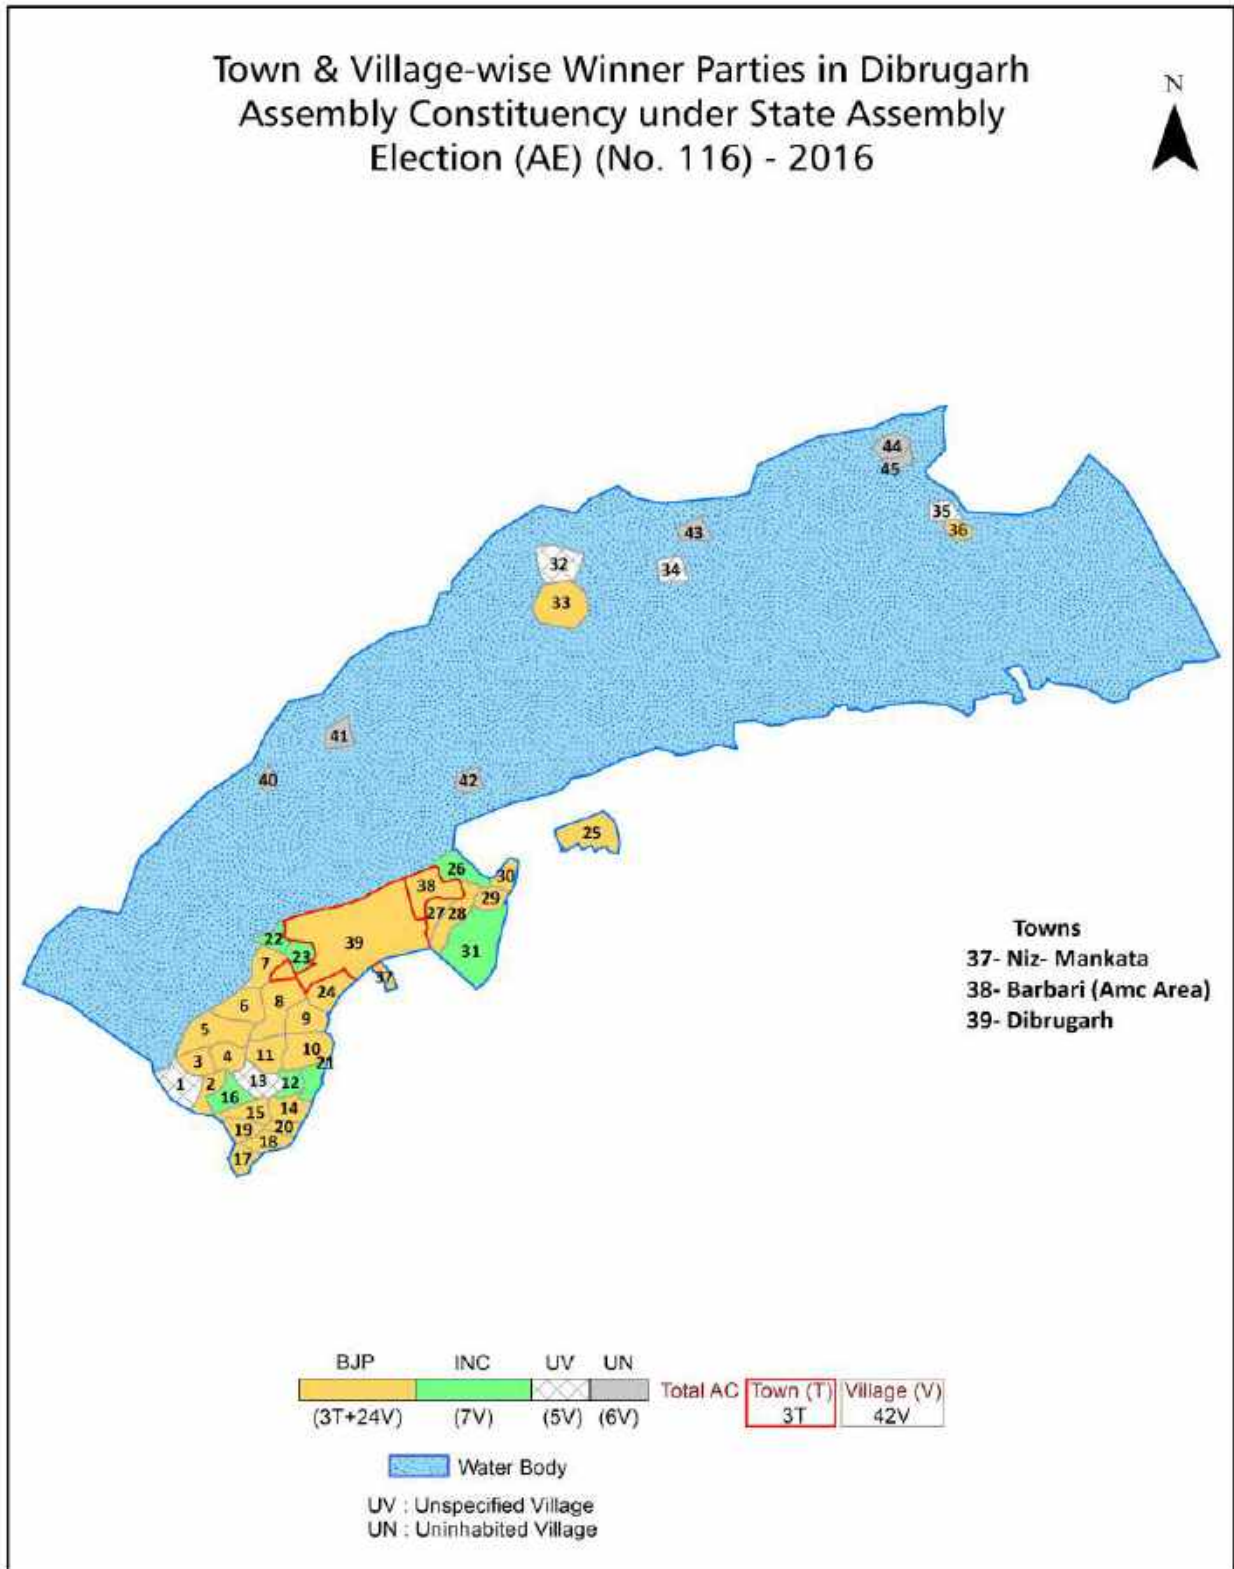 Town & Village-wise Winner Parties in Dibrugarh
Assembly Constituency under State Assembly
Election (AE) (No. 116) - 2016
N
44
45
35
36
43
32
34
33
41
40
42
25
26
30
38
29
27 28
22
39
31
23
7
37
24
8
6
9
5
10
3 4 11
21
13
1 2 12
16
14
15
19 20
18
17
Towns
37- Niz- Mankata
38- Barbari (Amc Area)
39- Dibrugarh
BJP INC UV UN
Total AC Town (T) Village (V)
(3T+24V) (7V) (5V) (6V) 3T 42V
Water Body
UV : Unspecified Village
UN : Uninhabited Village